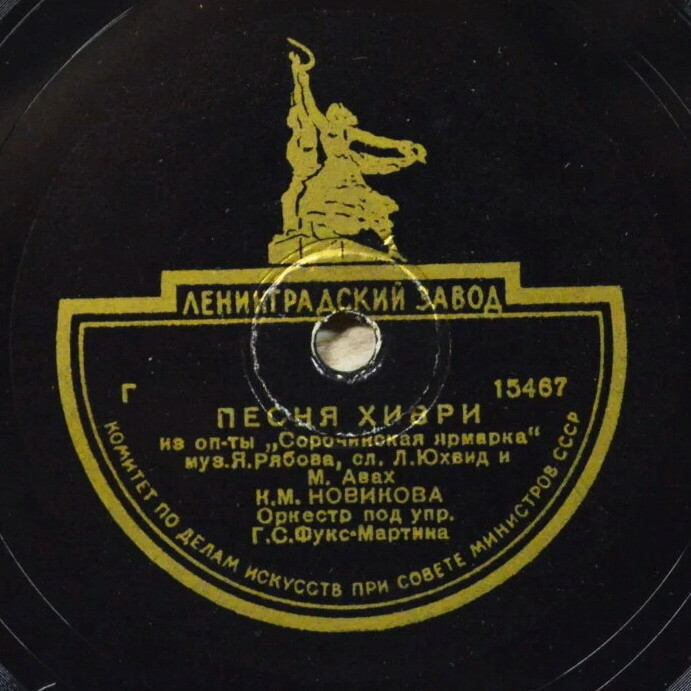 ЛЕНИНГРАДСКИЙ ЗАВОД
Г 15467
ПЕСНЯ ХИВРИ
из оп-ты „Сорочинская ярмарка“
муз. Я. Рябова, сл. Л. Юхвид и
М. Авах
К.М. НОВИКОВА
Оркестр под упр.
Г.С.Фукс-Мартина
КОМИТЕТ ПО ДЕЛАМ ИСКУССТВ ПРИ СОВЕТЕ МИНИСТРОВ СССР